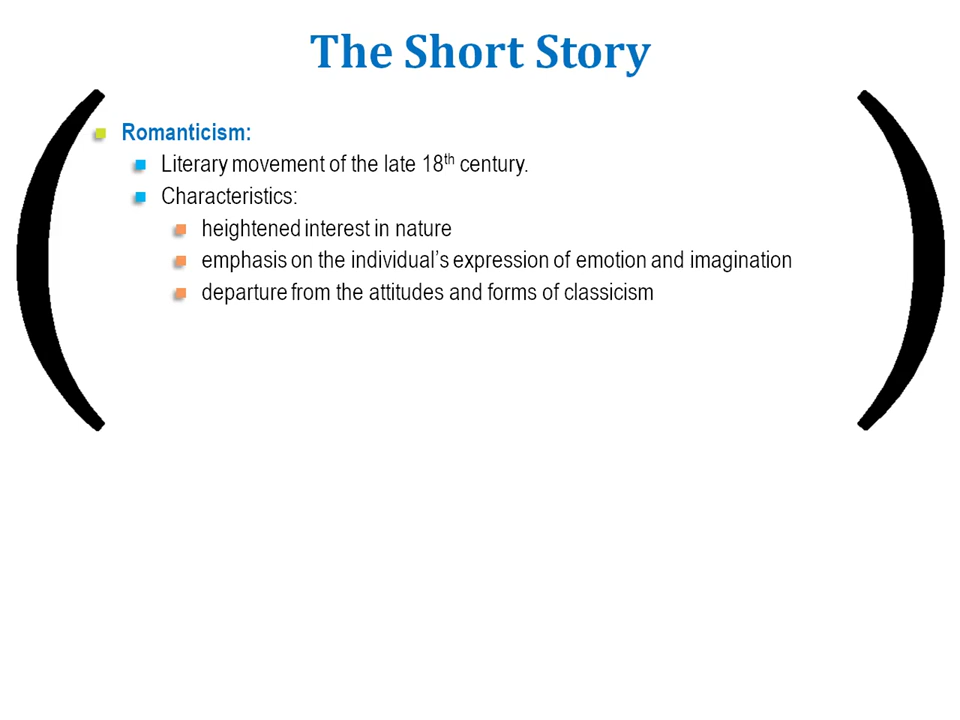 The Short Story
Romanticism:
Literary movement of the late 18th century.
Characteristics:
heightened interest in nature
emphasis on the individual’s expression of emotion and imagination
departure from the attitudes and forms of classicism